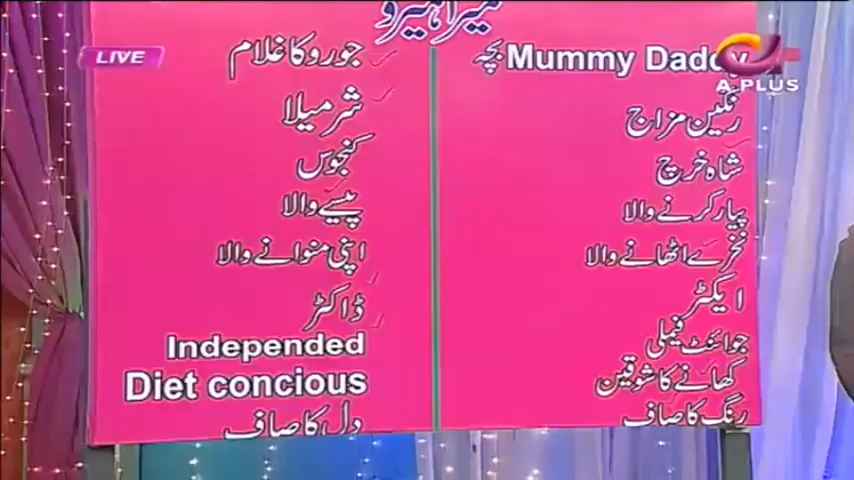 میرا ہیرو
LIVE
A PLUS
Mummy Daddy بچہ
رنگین مزاج
شاہ خرچ
پیار کرنے والا
نخرے اٹھانے والا
ایکٹر
جوائنٹ فیملی
کھانے کا شوقین
رنگ کا صاف
جورو کا غلام
شرمیلا
کنجوس
پیسے والا
اپنی منوانے والا
ڈاکٹر
Independed
Diet concious
دل کا صاف